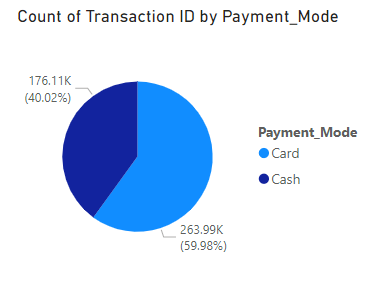 Count of Transaction ID by Payment_Mode
176.11K
(40.02%)
Payment_Mode
Card
Cash
263.99K
(59.98%)